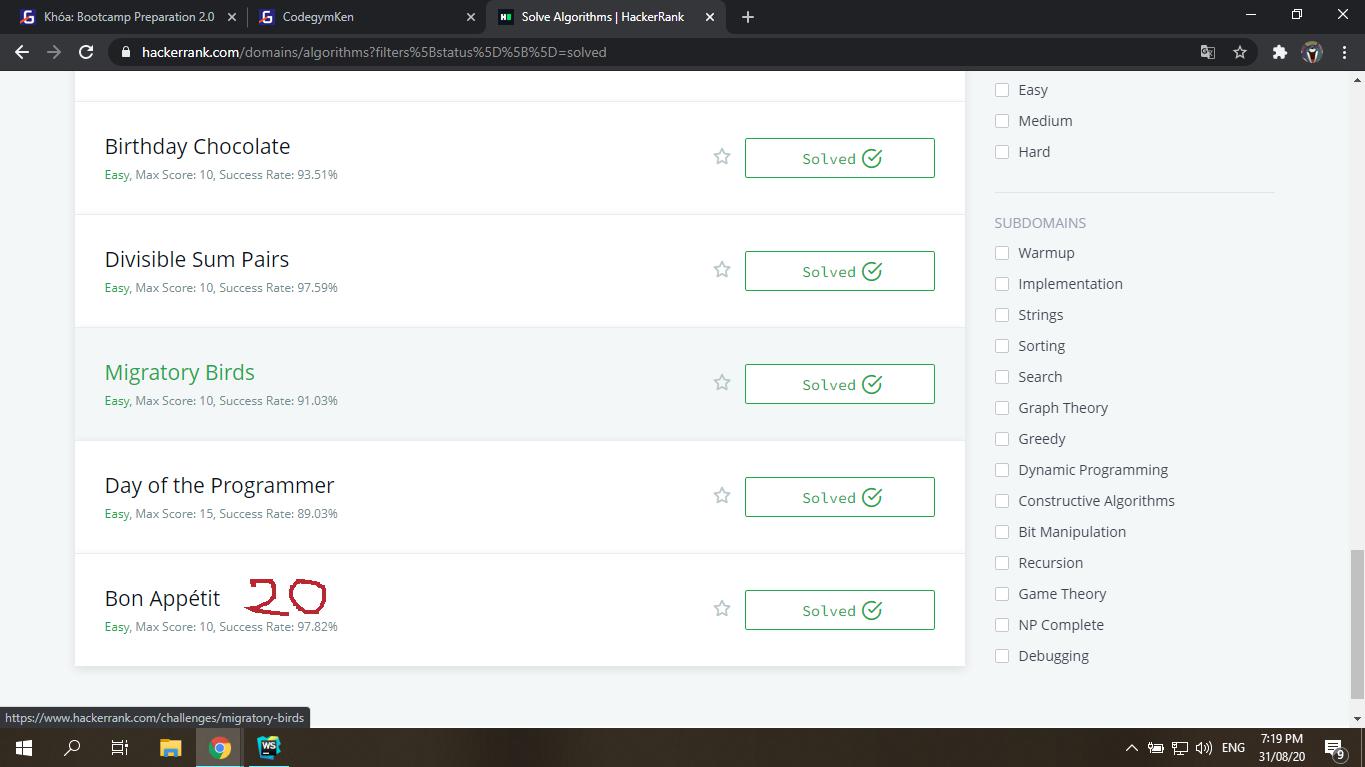 Khóa: Bootcamp Preparation 2.0
CodegymKen
Solve Algorithms | HackerRank
hackerrank.com/domains/algorithms?filters%5Bstatus%5D%5B%5D=solved
Birthday Chocolate
Easy, Max Score: 10, Success Rate: 93.51%
Solved
Divisible Sum Pairs
Easy, Max Score: 10, Success Rate: 97.59%
Solved
Migratory Birds
Easy, Max Score: 10, Success Rate: 91.03%
Solved
Day of the Programmer
Easy, Max Score: 15, Success Rate: 89.03%
Solved
Bon Appétit 20
Easy, Max Score: 10, Success Rate: 97.82%
Solved
Easy
Medium
Hard
SUBDOMAINS
Warmup
Implementation
Strings
Sorting
Search
Graph Theory
Greedy
Dynamic Programming
Constructive Algorithms
Bit Manipulation
Recursion
Game Theory
NP Complete
Debugging
https://www.hackerrank.com/challenges/migratory-birds
WS
ENG
7:19 PM
31/08/20
9